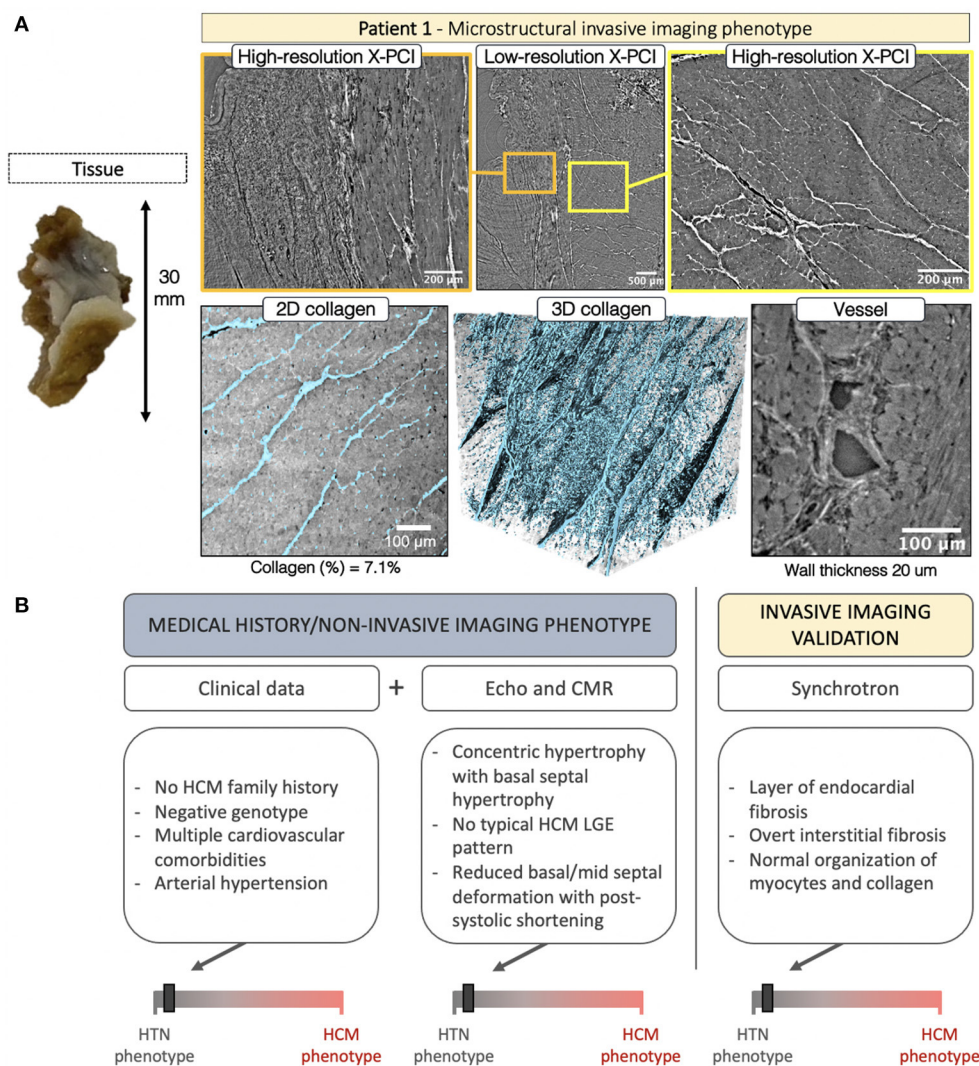 A
Patient 1 - Microstructural invasive imaging phenotype
High-resolution X-PCI
Low-resolution X-PCI
High-resolution X-PCI
Tissue
30
mm
200 µm
500 µm
200 µm
2D collagen
3D collagen
Vessel
100 µm
100 µm
Collagen (%) = 7.1%
Wall thickness 20 um
B
MEDICAL HISTORY/NON-INVASIVE IMAGING PHENOTYPE
INVASIVE IMAGING
VALIDATION
Clinical data
+
Echo and CMR
Synchrotron
- No HCM family history
- Negative genotype
- Multiple cardiovascular
comorbidities
- Arterial hypertension
- Concentric hypertrophy
with basal septal
hypertrophy
- No typical HCM LGE
pattern
- Reduced basal/mid septal
deformation with post-
systolic shortening
- Layer of endocardial
fibrosis
- Overt interstitial fibrosis
- Normal organization of
myocytes and collagen
HTN
phenotype
HCM
phenotype
HTN
phenotype
HCM
phenotype
HTN
phenotype
HCM
phenotype